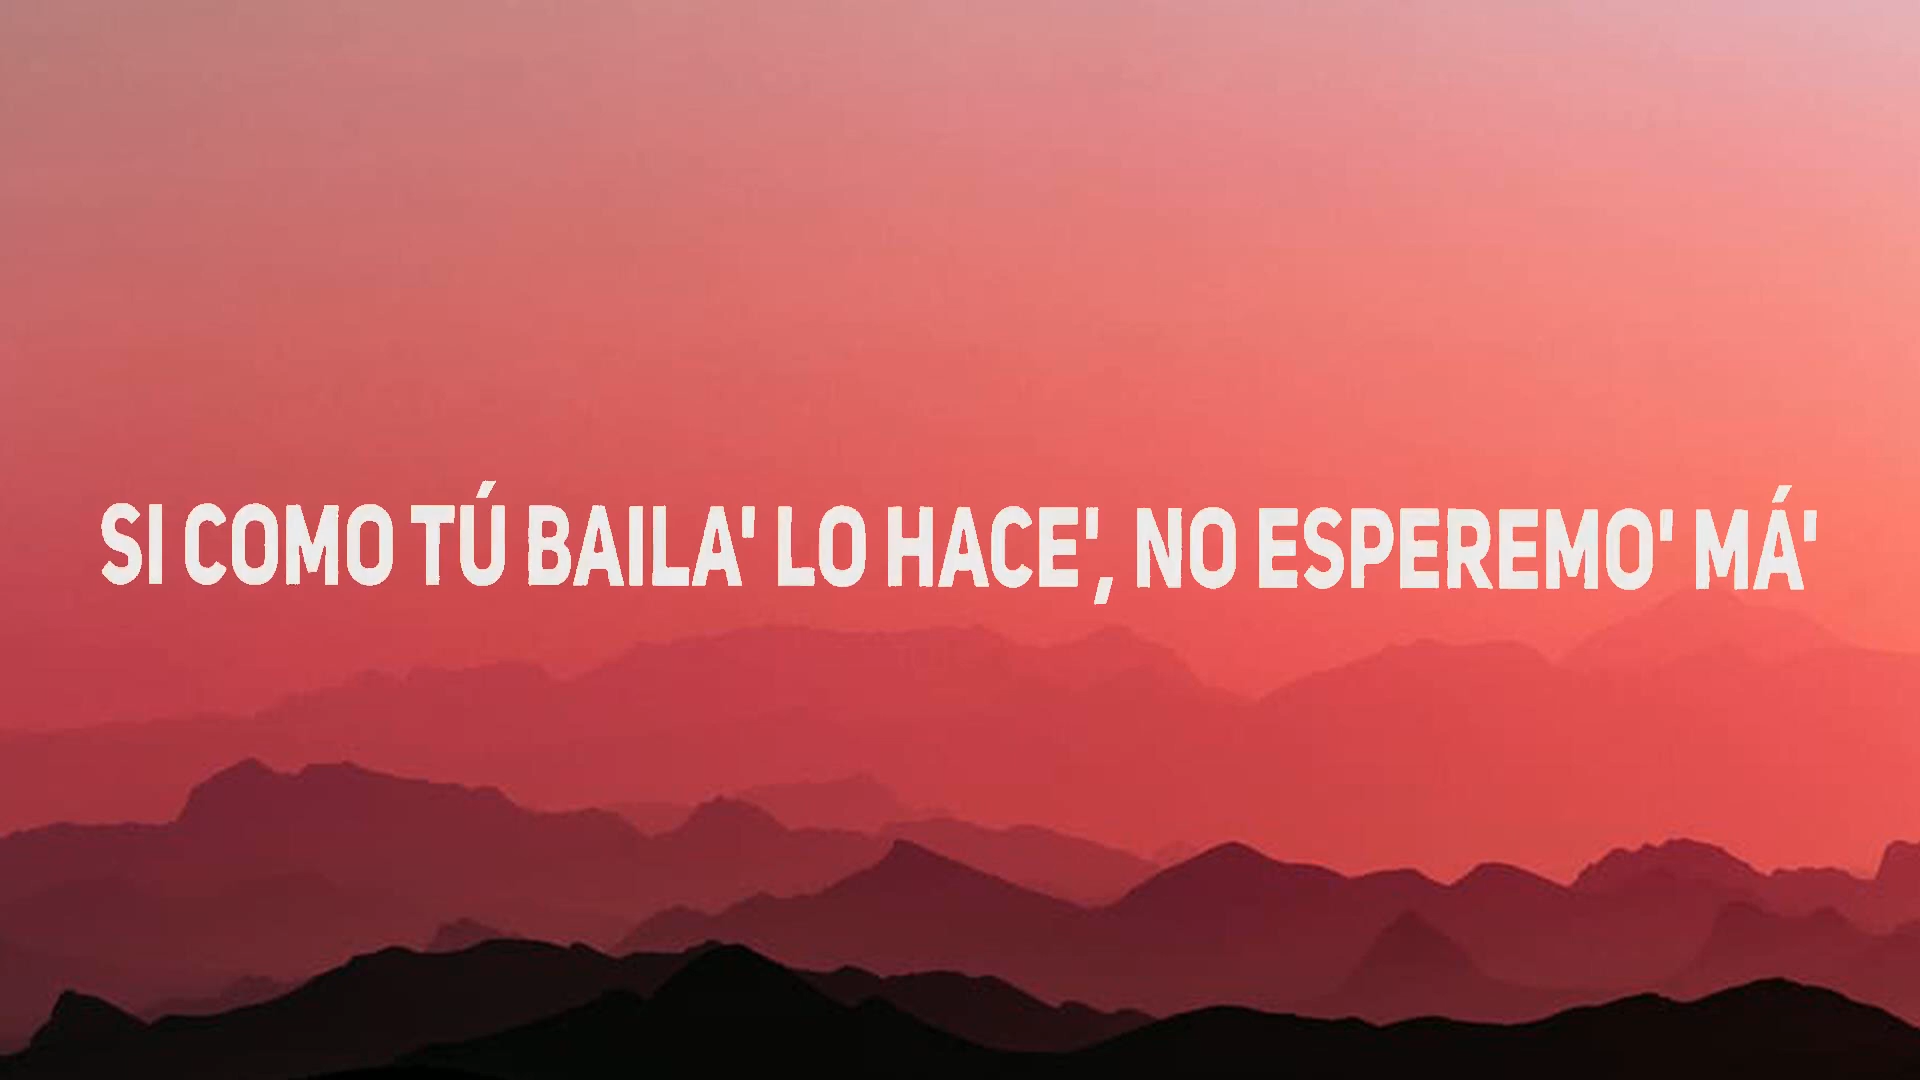 SI COMO TÚ BAILA' LO HACE', NO ESPEREMO' MÁ'